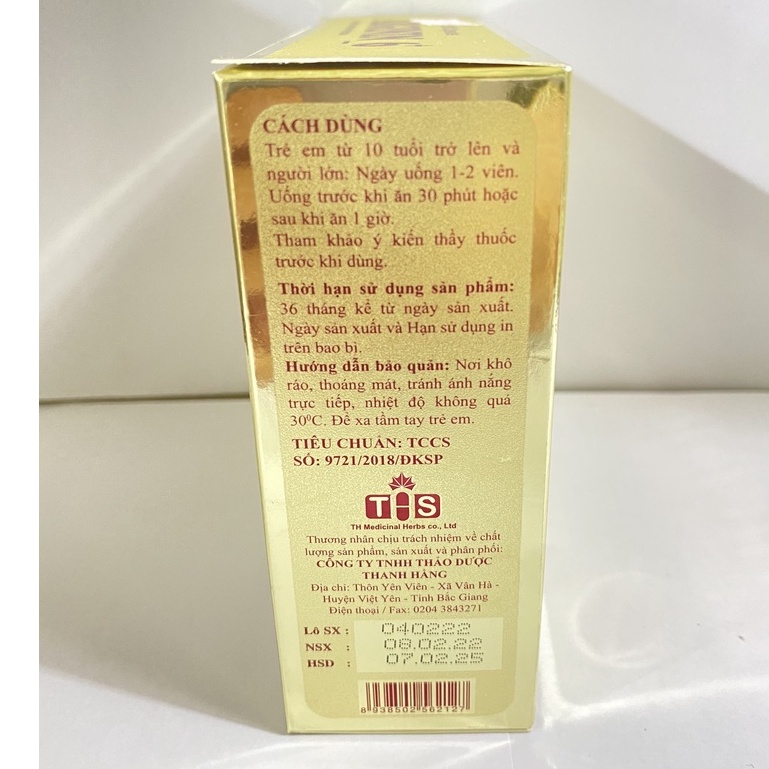 CÁCH DÙNG
Trẻ em từ 10 tuổi trở lên và
người lớn: Ngày uống 1-2 viên.
Uống trước khi ăn 30 phút hoặc
sau khi ăn 1 giờ.
Tham khảo ý kiến thầy thuốc
trước khi dùng.
Thời hạn sử dụng sản phẩm:
36 tháng kể từ ngày sản xuất.
Ngày sản xuất và Hạn sử dụng in
trên bao bì.
Hướng dẫn bảo quản: Nơi khô
ráo, thoáng mát, tránh ánh nắng
trực tiếp, nhiệt độ không quá
30⁰C. Để xa tầm tay trẻ em.
TIÊU CHUẨN: TCCS
SỐ: 9721/2018/ĐKSP
THS
TH Medicinal Herbs co., Ltd
Thương nhân chịu trách nhiệm về chất
lượng sản phẩm, sản xuất và phân phối:
CÔNG TY TNHH THẢO DƯỢC
THANH HẰNG
Địa chỉ: Thôn Yên Viên - Xã Vân Hà -
Huyện Việt Yên - Tỉnh Bắc Giang
Điện thoại / Fax: 0204 3843271
Lô SX : 040222
NSX : 08.02.22
HSD : 07.02.25
8 938502 562127